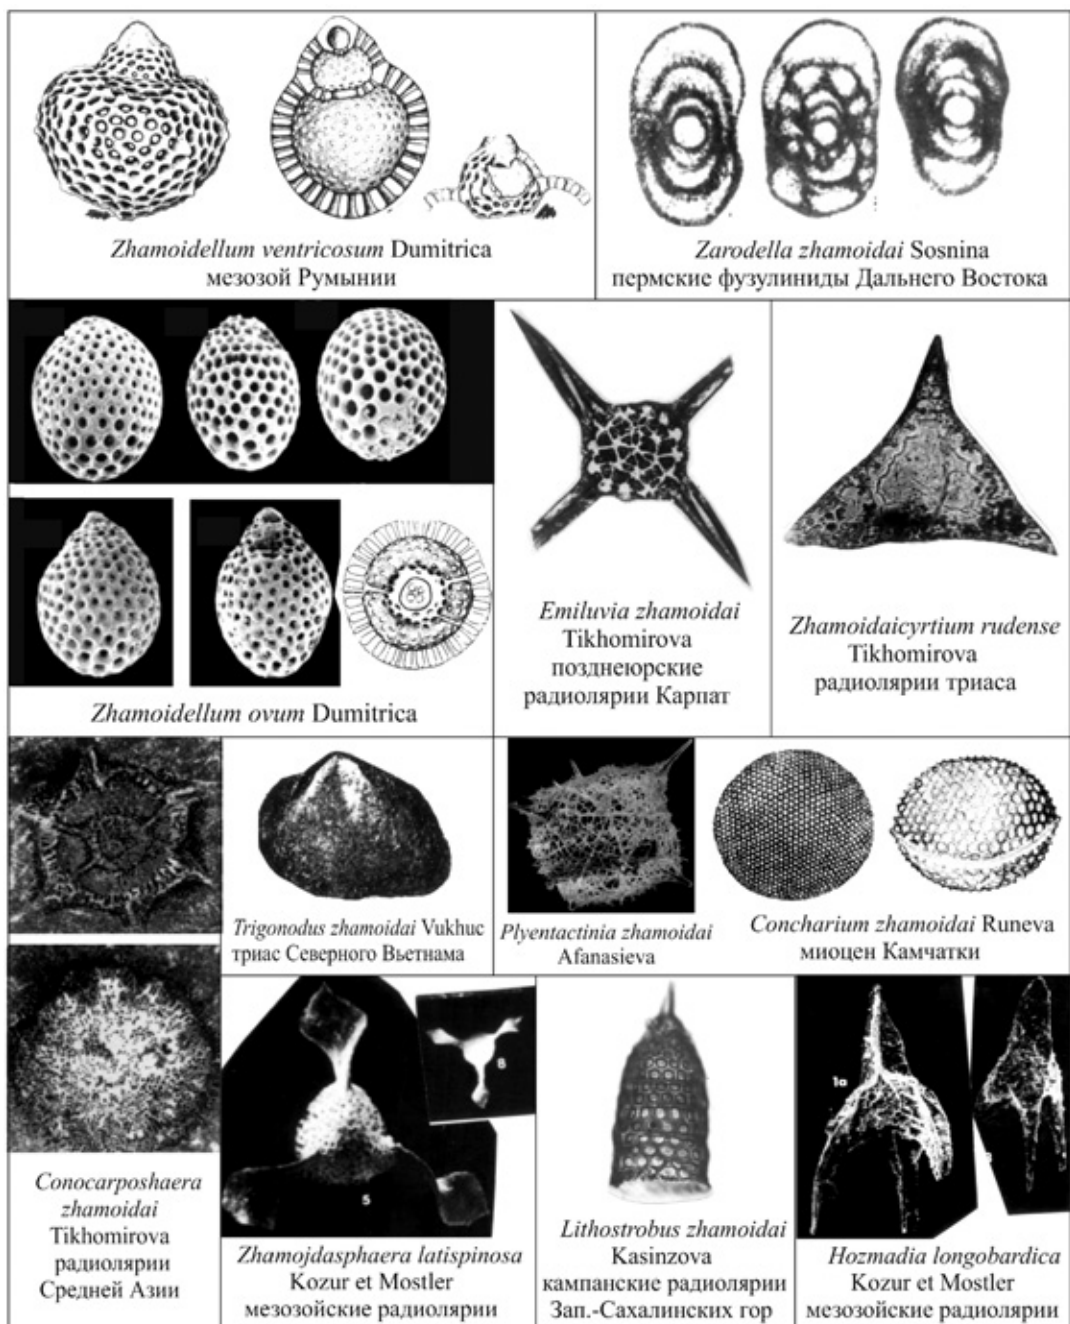 Zhamoidellum ventricosum Dumitrica
мезозой Румынии
Zarodella zhamoidai Sosnina
пермские фузулиниды Дальнего Востока
Zhamoidellum ovum Dumitrica
Emiluvia zhamoidai
Tikhomirova
позднеюрские
радиолярии Карпат
Zhamoidaicyrtium rudense
Tikhomirova
радиолярии триаса
Trigonodus zhamoidai Vukhuc
триас Северного Вьетнама
Plyentactinia zhamoidai
Afanasieva
Concharium zhamoidai Runeva
миоцен Камчатки
Conocarposhaera
zhamoidai
Tikhomirova
радиолярии
Средней Азии
5
8
Zhamojdasphaera latispinosa
Kozur et Mostler
мезозойские радиолярии
Lithostrobus zhamoidai
Kasinzova
кампанские радиолярии
Зап.-Сахалинских гор
1a
Hozmadia longobardica
Kozur et Mostler
мезозойские радиолярии